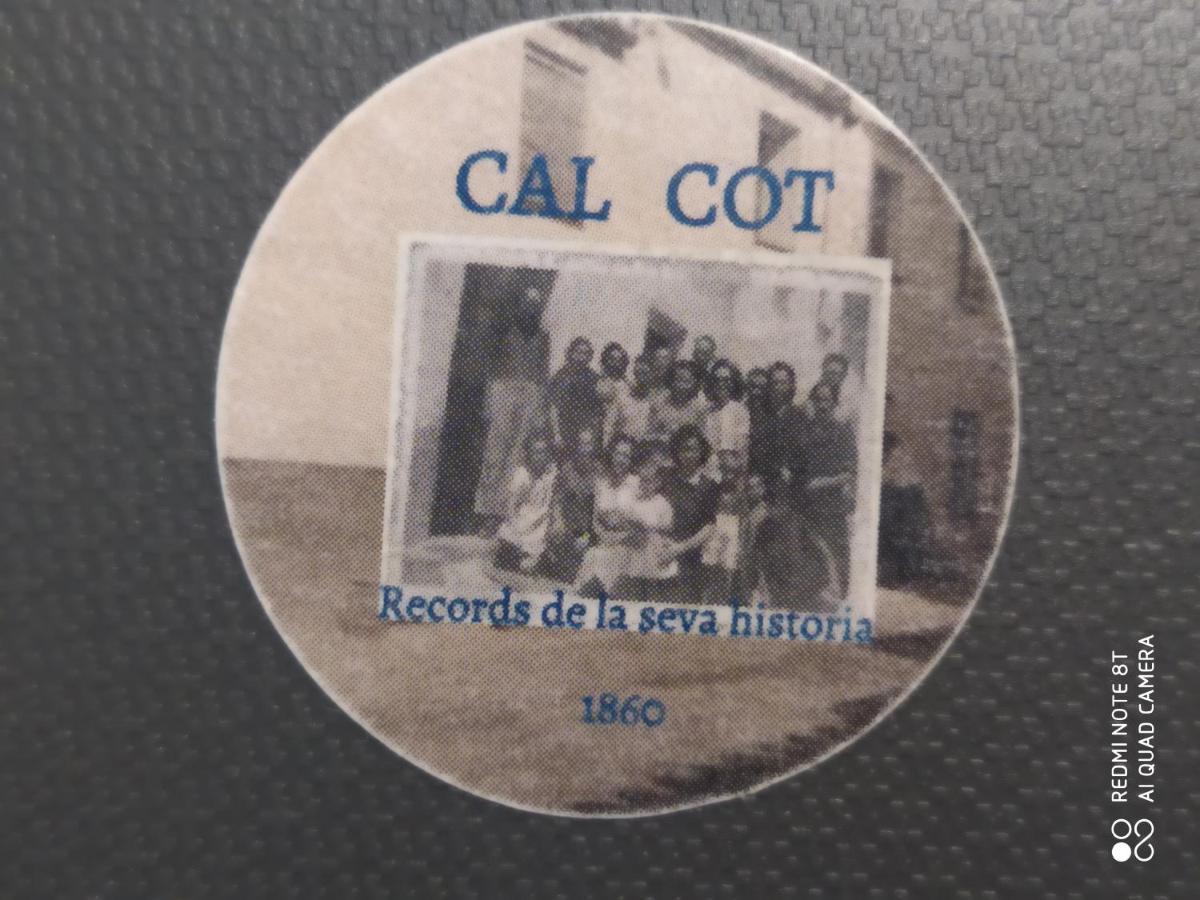 CAL COT
Records de la seva historia
1860
REDMI NOTE 8T
AI QUAD CAMERA